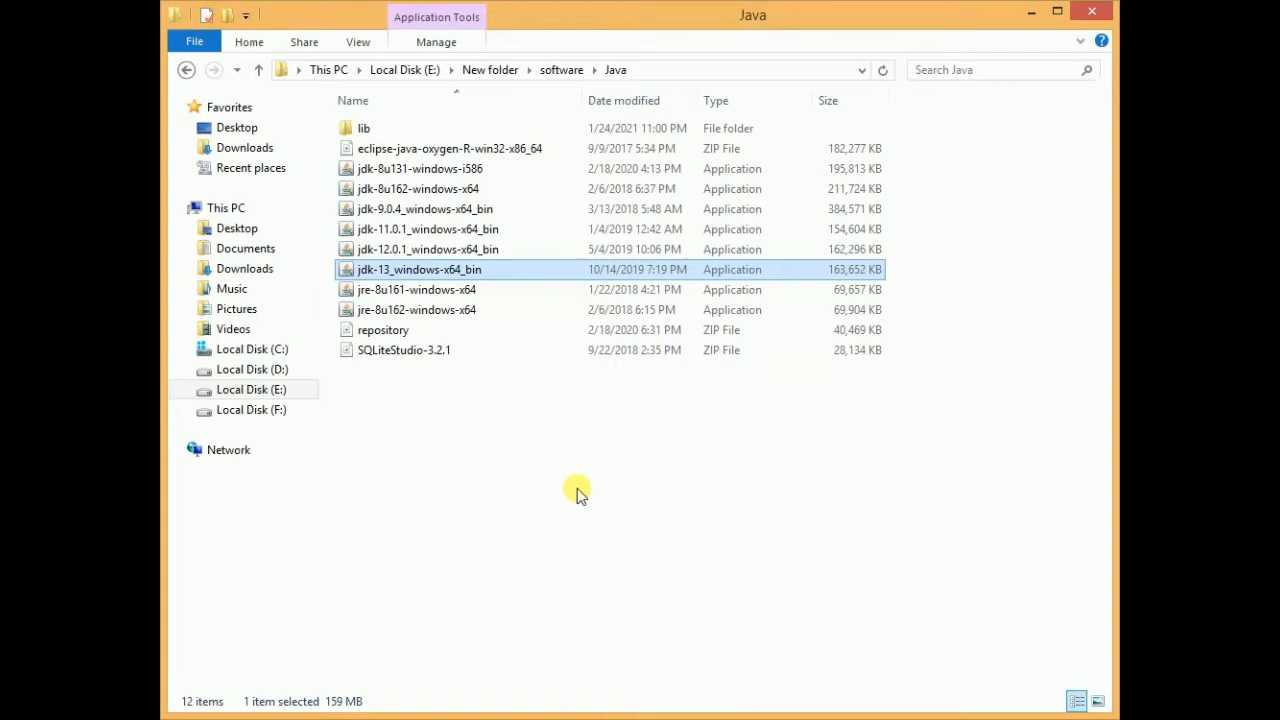 Application Tools
Java
File Home Share View Manage
This PC Local Disk (E:) New folder software Java
Search Java
Name Date modified Type Size
Favorites
Desktop
Downloads
Recent places
This PC
Desktop
Documents
Downloads
Music
Pictures
Videos
Local Disk (C:)
Local Disk (D:)
Local Disk (E:)
Local Disk (F:)
Network
lib 1/24/2021 11:00 PM File folder
eclipse-java-oxygen-R-win32-x86_64 9/9/2017 5:34 PM ZIP File 182,277 KB
jdk-8u131-windows-i586 2/18/2020 4:13 PM Application 195,813 KB
jdk-8u162-windows-x64 2/6/2018 6:37 PM Application 211,724 KB
jdk-9.0.4_windows-x64_bin 3/13/2018 5:48 AM Application 384,571 KB
jdk-11.0.1_windows-x64_bin 1/4/2019 12:42 AM Application 154,604 KB
jdk-12.0.1_windows-x64_bin 5/4/2019 10:06 PM Application 162,296 KB
jdk-13_windows-x64_bin 10/14/2019 7:19 PM Application 163,652 KB
jre-8u161-windows-x64 1/22/2018 4:21 PM Application 69,657 KB
jre-8u162-windows-x64 2/6/2018 6:15 PM Application 69,904 KB
repository 2/18/2020 6:31 PM ZIP File 40,469 KB
SQLiteStudio-3.2.1 9/22/2018 2:35 PM ZIP File 28,134 KB
12 items 1 item selected 159 MB